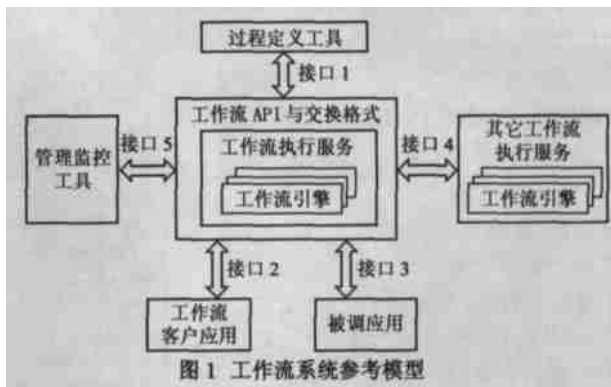 过程定义工具
接口 1
工作流 API 与交换格式
工作流执行服务
工作流引擎
接口 5
管理监控
工具
接口 4
其它工作流
执行服务
工作流引擎
接口 2
接口 3
工作流
客户应用
被调应用
图 1 工作流系统参考模型